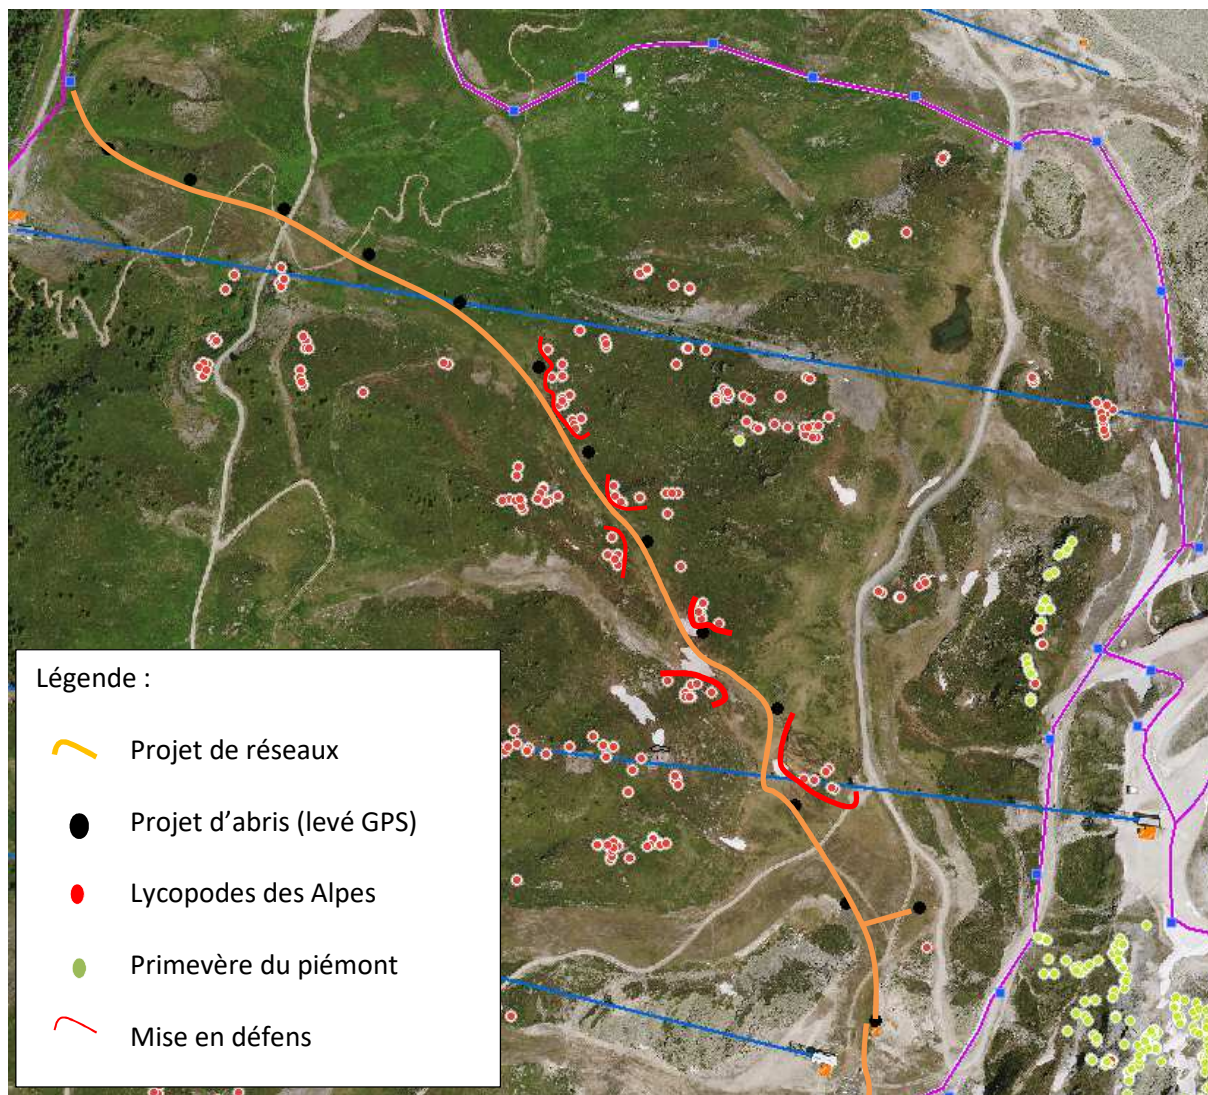 Légende :
Projet de réseaux
Projet d'abris (levé GPS)
Lycopodes des Alpes
Primevère du piémont
Mise en défens